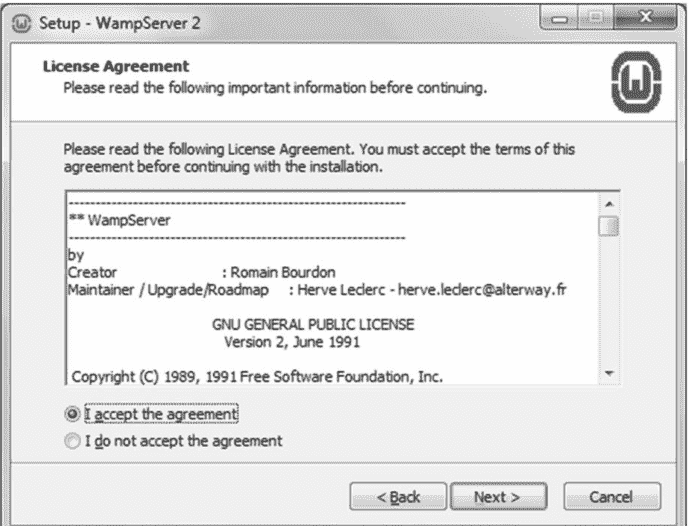 Setup - WampServer 2
License Agreement
Please read the following important information before continuing.
Please read the following License Agreement. You must accept the terms of this
agreement before continuing with the installation.
--------------------------------------------------------------------
** WampServer
--------------------------------------------------------------------
by
Creator : Romain Bourdon
Maintainer / Upgrade/Roadmap : Herve Leclerc - herve.leclerc@alterway.fr
GNU GENERAL PUBLIC LICENSE
Version 2, June 1991
Copyright (C) 1989, 1991 Free Software Foundation, Inc.
I accept the agreement
I do not accept the agreement
< Back Next > Cancel